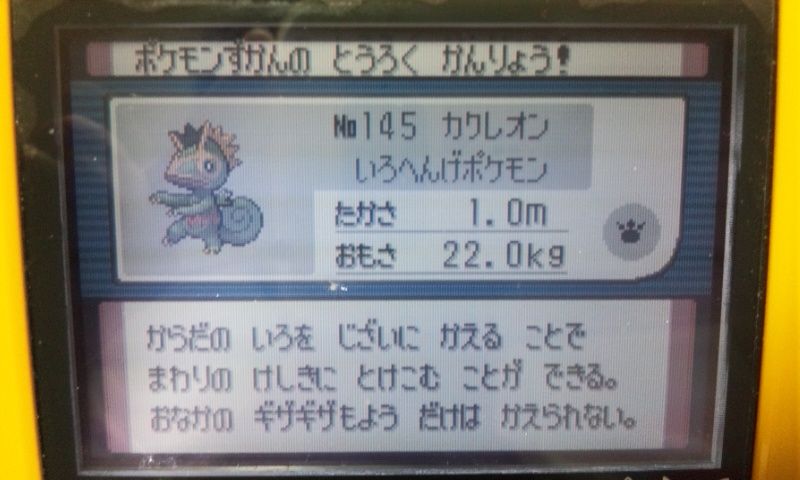 ポケモンずかんの とうろく かんりょう!
No145 カクレオン
いろへんげポケモン
たかさ 1.0m
おもさ 22.0kg
からだの いろを じざいに かえる ことで
まわりの けしきに とけこむ ことが できる。
おなかの ギザギザもよう だけは かえられない。